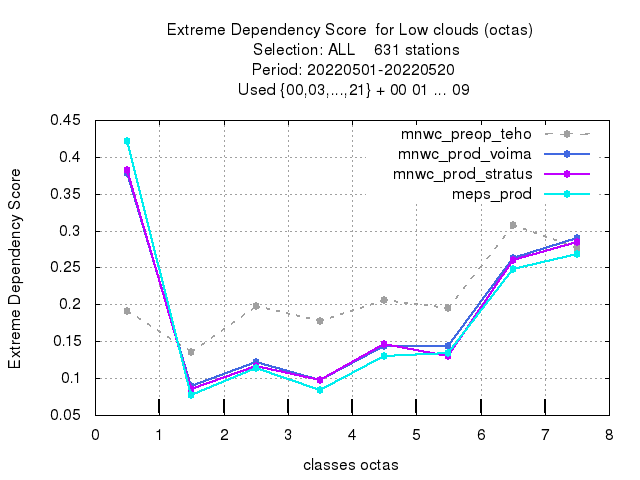 Extreme Dependency Score  for Low clouds (octas)
Selection: ALL    631 stations
Period: 20220501-20220520
Used {00,03,...,21} + 00 01 ... 09
mnwc_preop_teho
mnwc_prod_voima
mnwc_prod_stratus
meps_prod
Extreme Dependency Score
0.45
0.4
0.35
0.3
0.25
0.2
0.15
0.1
0.05
0 1 2 3 4 5 6 7 8
classes octas